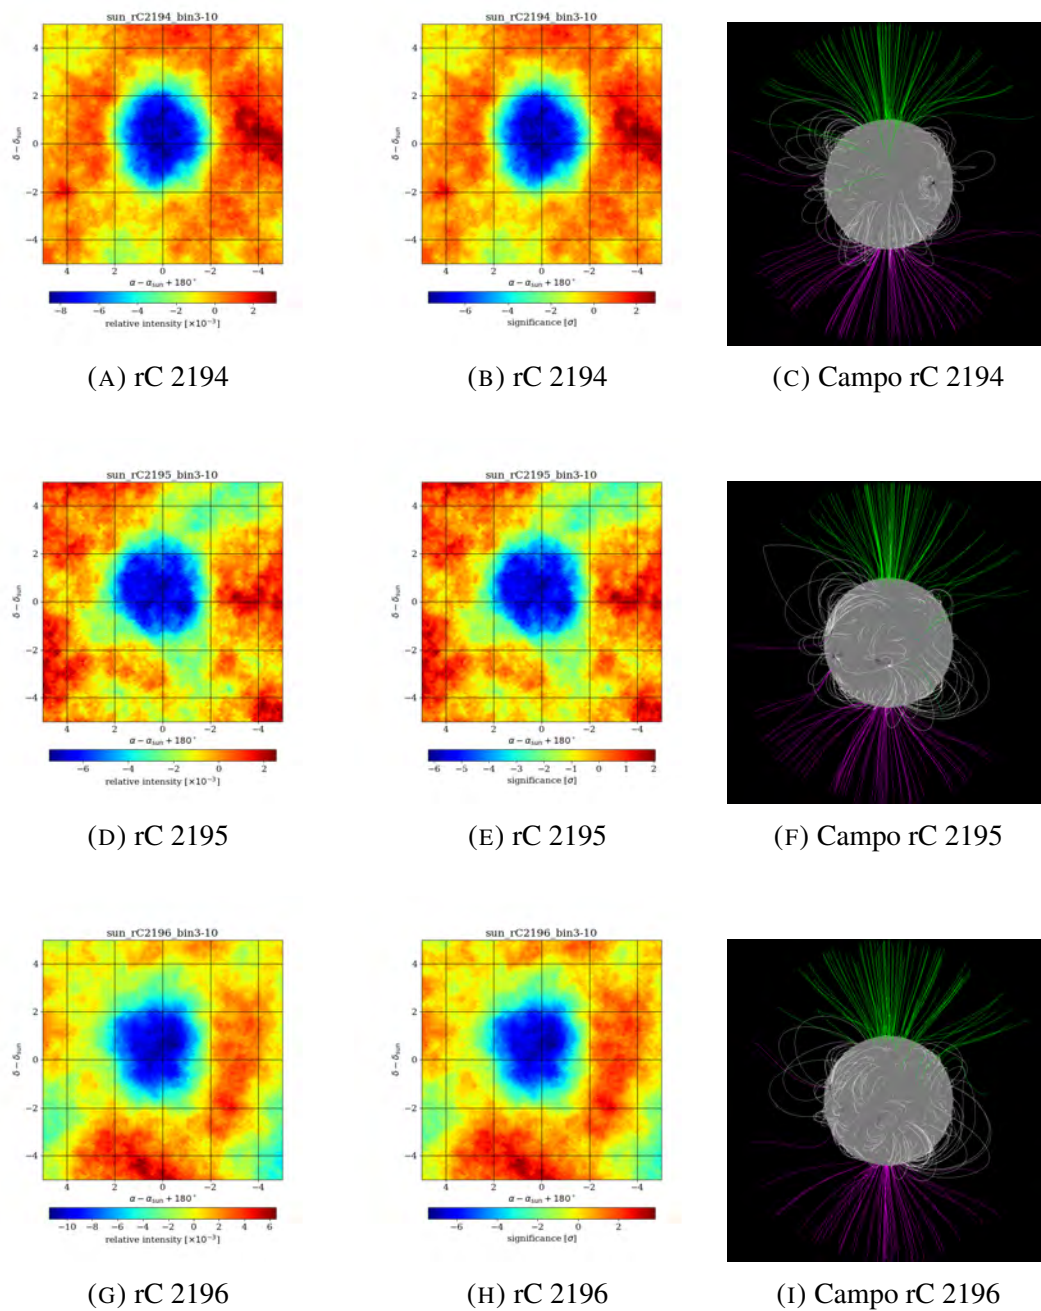 sun_rC2194_bin3-10
sun_rC2194_bin3-10
4
2
0
−2
−4
δ − δsun
4 2 0 −2 −4
α − αsun + 180°
−8 −6 −4 −2 0 2
relative intensity [×10⁻³]
4
2
0
−2
−4
δ − δsun
4 2 0 −2 −4
α − αsun + 180°
−6 −4 −2 0 2
significance [σ]
(A) rC 2194
(B) rC 2194
(C) Campo rC 2194
sun_rC2195_bin3-10
sun_rC2195_bin3-10
4
2
0
−2
−4
δ − δsun
4 2 0 −2 −4
α − αsun + 180°
−6 −4 −2 0 2
relative intensity [×10⁻³]
4
2
0
−2
−4
δ − δsun
4 2 0 −2 −4
α − αsun + 180°
−6 −5 −4 −3 −2 −1 0 1 2
significance [σ]
(D) rC 2195
(E) rC 2195
(F) Campo rC 2195
sun_rC2196_bin3-10
sun_rC2196_bin3-10
4
2
0
−2
−4
δ − δsun
4 2 0 −2 −4
α − αsun + 180°
−10 −8 −6 −4 −2 0 2 4 6
relative intensity [×10⁻³]
4
2
0
−2
−4
δ − δsun
4 2 0 −2 −4
α − αsun + 180°
−6 −4 −2 0 2
significance [σ]
(G) rC 2196
(H) rC 2196
(I) Campo rC 2196